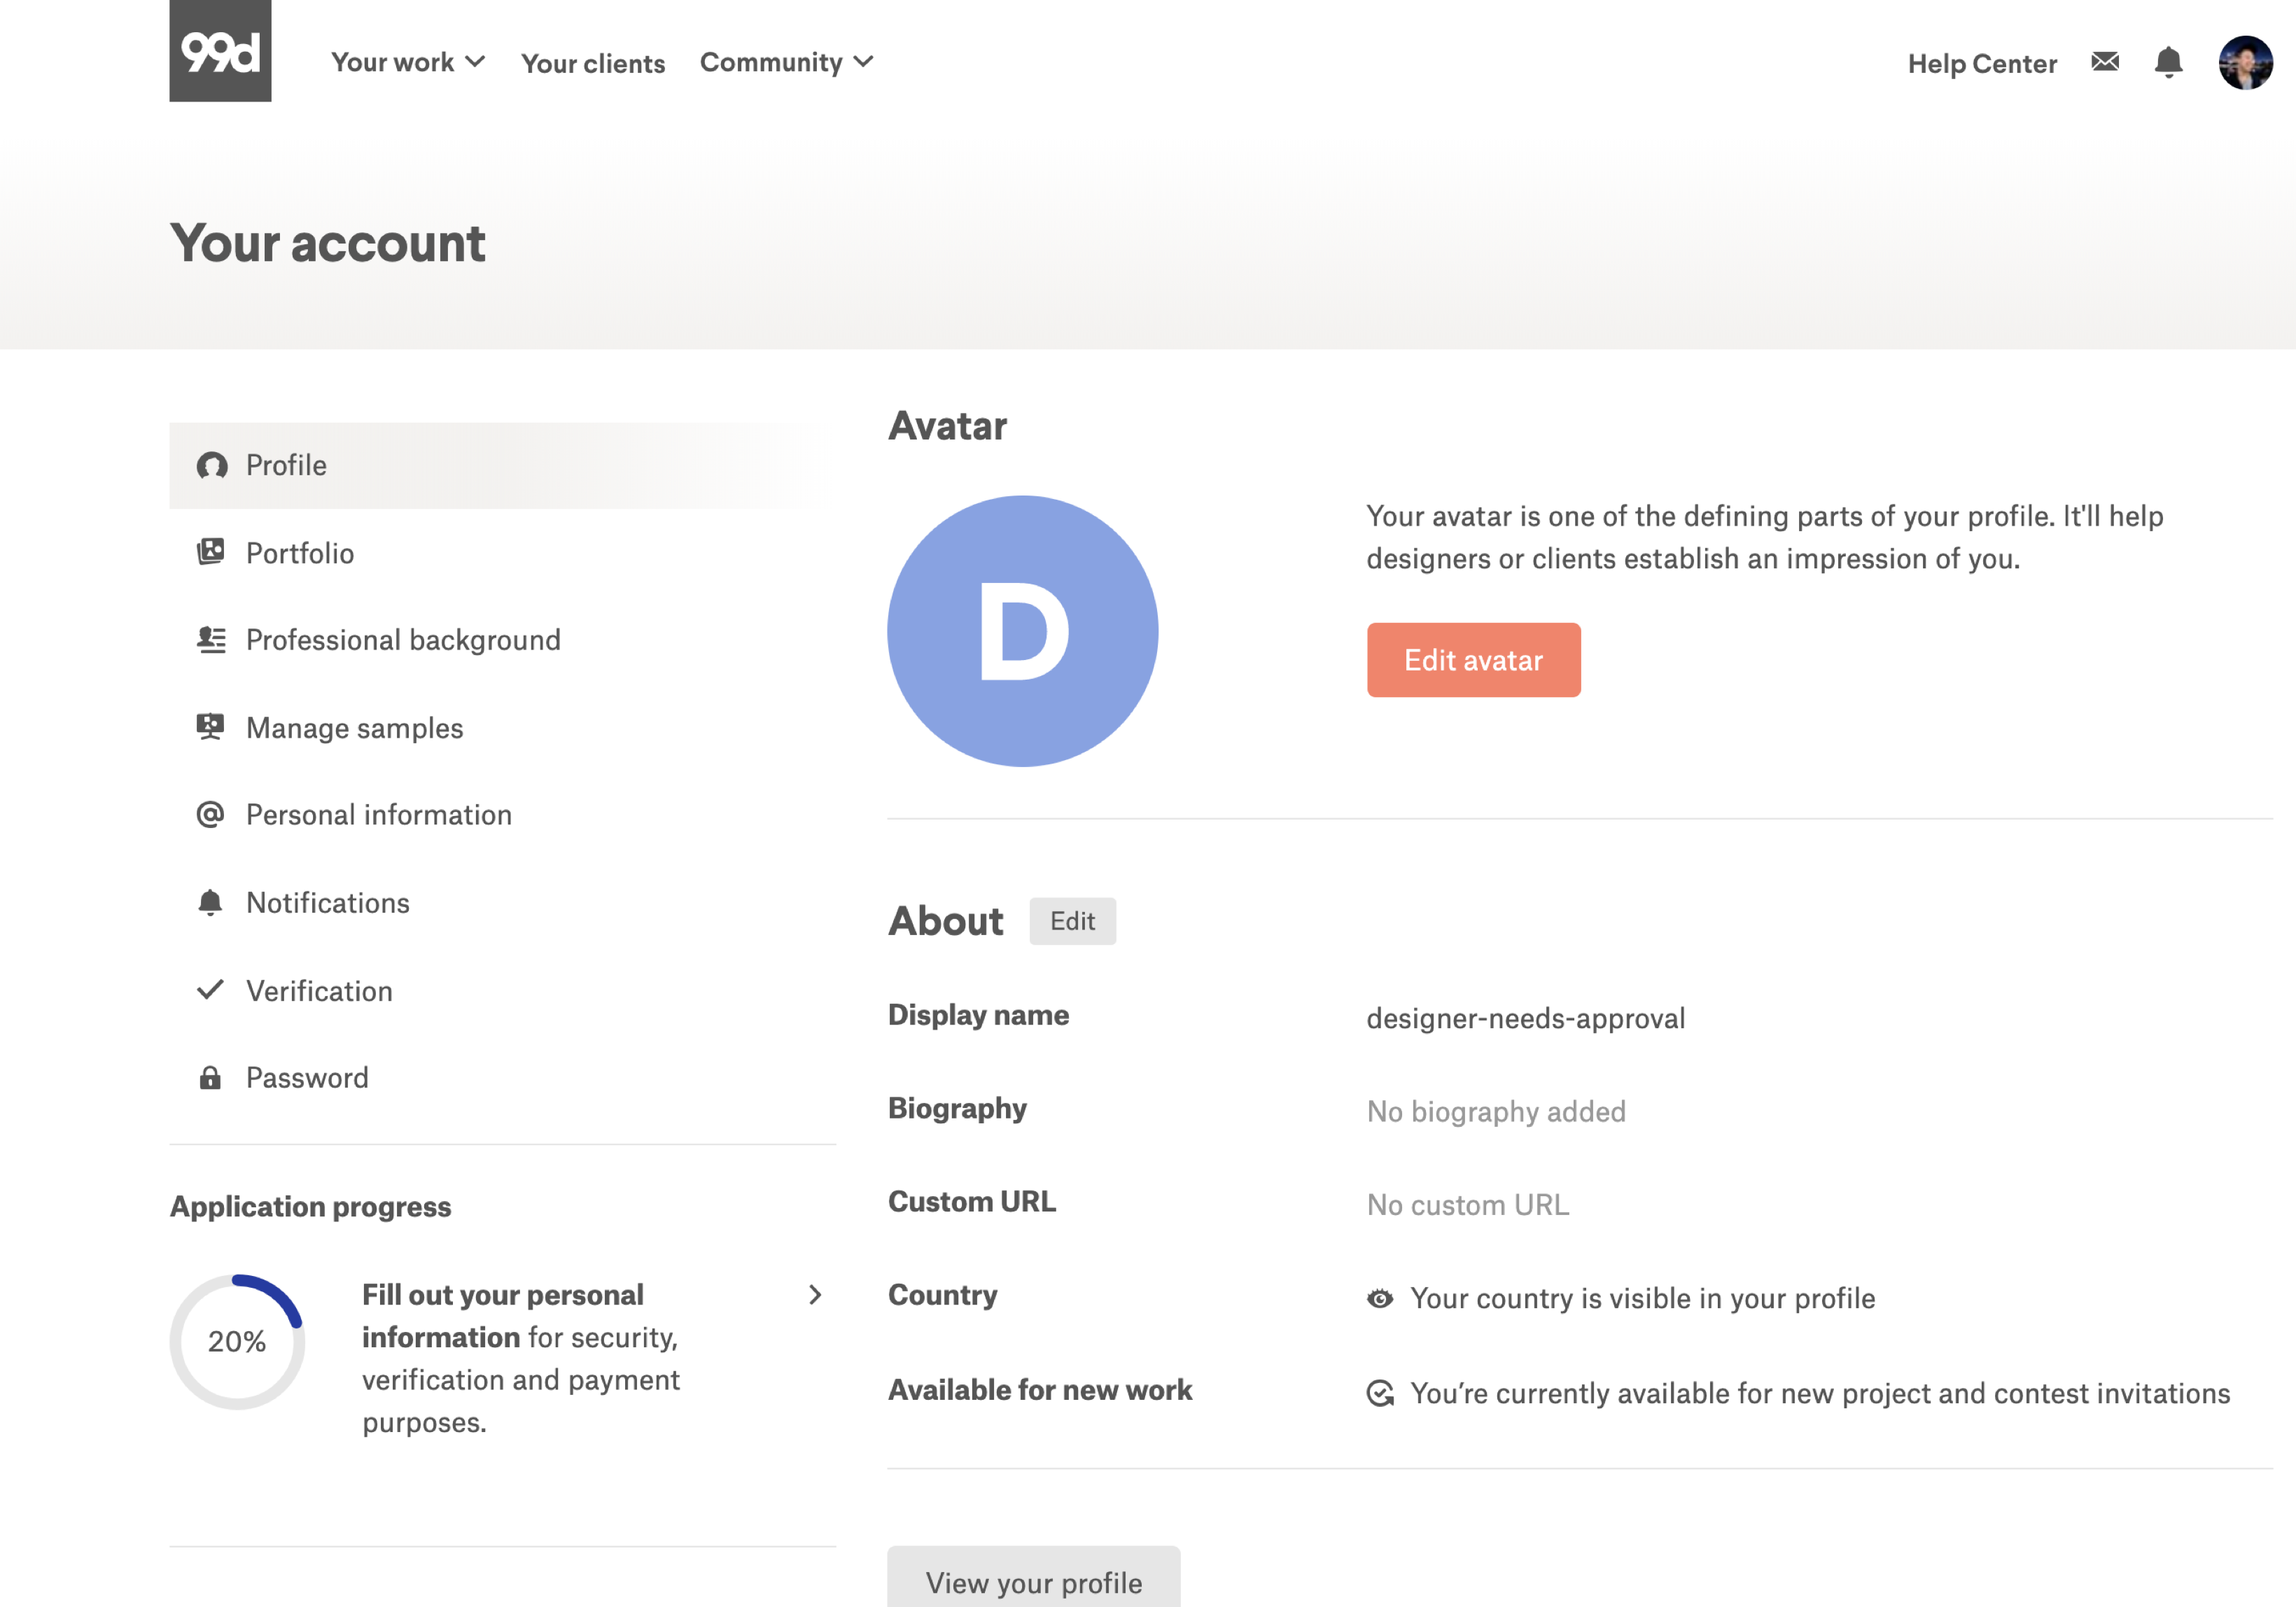 99d
Your work
Your clients
Community
Help Center
Your account
Profile
Portfolio
Professional background
Manage samples
Personal information
Notifications
Verification
Password
Application progress
20%
Fill out your personal
information for security,
verification and payment
purposes.
Avatar
D
Your avatar is one of the defining parts of your profile. It'll help
designers or clients establish an impression of you.
Edit avatar
About
Edit
Display name
designer-needs-approval
Biography
No biography added
Custom URL
No custom URL
Country
Your country is visible in your profile
Available for new work
You’re currently available for new project and contest invitations
View your profile